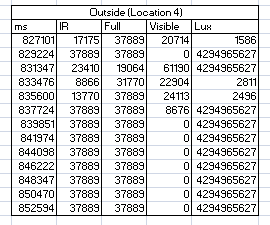 Outside (Location 4)
ms IR Full Visible Lux
827101 17175 37889 20714 1586
829224 37889 37889 0 4294965627
831347 23410 19064 61190 4294965627
833476 8866 31770 22904 2811
835600 13770 37889 24113 2496
837724 37889 8676 4294965627
839851 37889 37889 0 4294965627
841974 37889 37889 0 4294965627
844098 37889 37889 0 4294965627
846222 37889 37889 0 4294965627
848347 37889 37889 0 4294965627
850470 37889 37889 0 4294965627
852594 37889 37889 0 4294965627